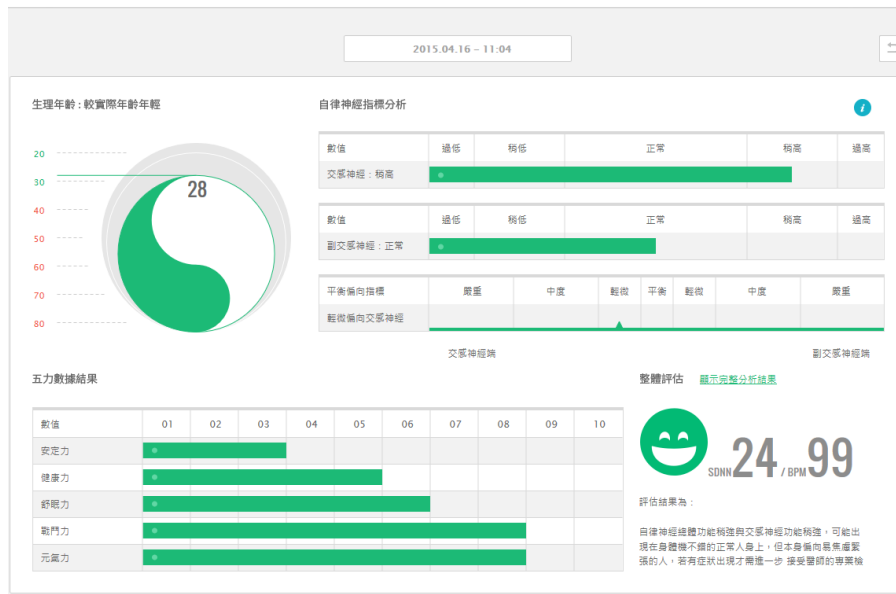 2015.04.16 – 11:04
生理年齡 : 較實際年齡年輕
20
30
40
50
60
70
80
28
自律神經指標分析
i
數值 過低 稍低 正常 稍高 過高
交感神經：稍高
數值 過低 稍低 正常 稍高 過高
副交感神經：正常
平衡偏向指標 嚴重 中度 輕微 平衡 輕微 中度 嚴重
輕微偏向交感神經
交感神經端 副交感神經端
五力數據結果
數值 01 02 03 04 05 06 07 08 09 10
安定力
健康力
舒眠力
戰鬥力
元氣力
整體評估 顯示完整分析結果
SDNN 24 / BPM 99
評估結果為：
自律神經總體功能稍強與交感神經功能稍強，可能出
現在身體機不錯的正常人身上，但本身偏向易焦慮緊
張的人，若有症狀出現才需進一步 接受醫師的專業檢